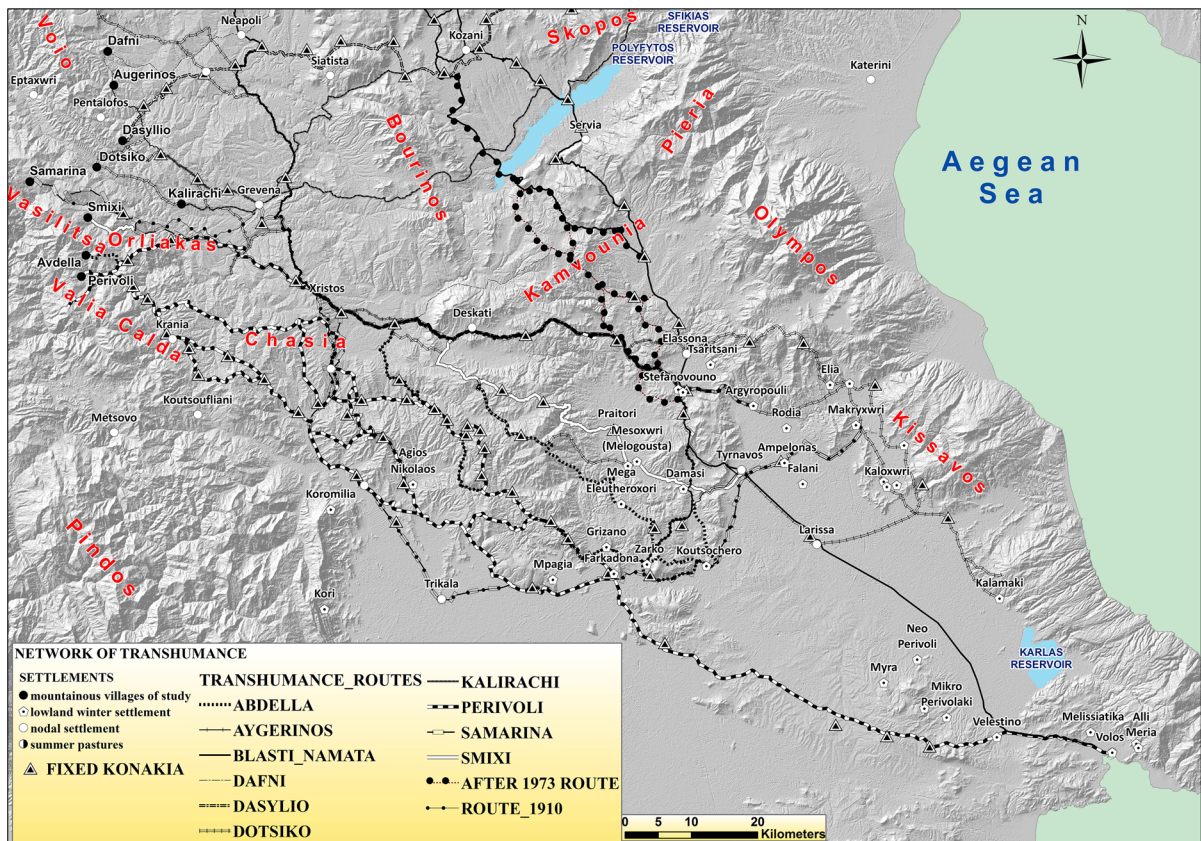 Voio
Dafni
Neapoli
Kozani
Skopos
SFIKIAS
RESERVOIR
POLYFYTOS
RESERVOIR
N
Katerini
Eptaxwri
Augerinos
Siatista
Pentalofos
Dasyllio
Dotsiko
Bourinos
Servia
Pieria
Aegean
Sea
Samarina
Kalirachi
Grevena
Vasilitsa
Smixi
Orliakas
Avdella
Perivoli
Valia Calda
Kamvounia
Olympos
Xristos
Krania
Chasia
Deskati
Elassona
Tsaritsani
Stefanovouno
Argyropouli
Elia
Rodia
Makryxwri
Kissavos
Koutsoufliani
Metsovo
Praitori
Mesoxwri
(Melogousta)
Mega
Eleutheroxori
Damasi
Tyrnavos
Ampelonas
Falani
Kaloxwri
Agios
Nikolaos
Koromilia
Pindos
Grizano
Farkadona
Zarko
Koutsochero
Larissa
Mpagia
Trikala
Kori
Kalamaki
Neo
Perivoli
Myra
Mikro
Perivolaki
KARLAS
RESERVOIR
Velestino
Melissiatika
Volos
Alli
Meria
NETWORK OF TRANSHUMANCE
SETTLEMENTS
mountainous villages of study
lowland winter settlement
nodal settlement
summer pastures
FIXED KONAKIA
TRANSHUMANCE_ROUTES
ABDELLA
AYGERINOS
BLASTI_NAMATA
DAFNI
DASYLIO
DOTSIKO
KALIRACHI
PERIVOLI
SAMARINA
SMIXI
AFTER 1973 ROUTE
ROUTE_1910
0 5 10 20
Kilometers